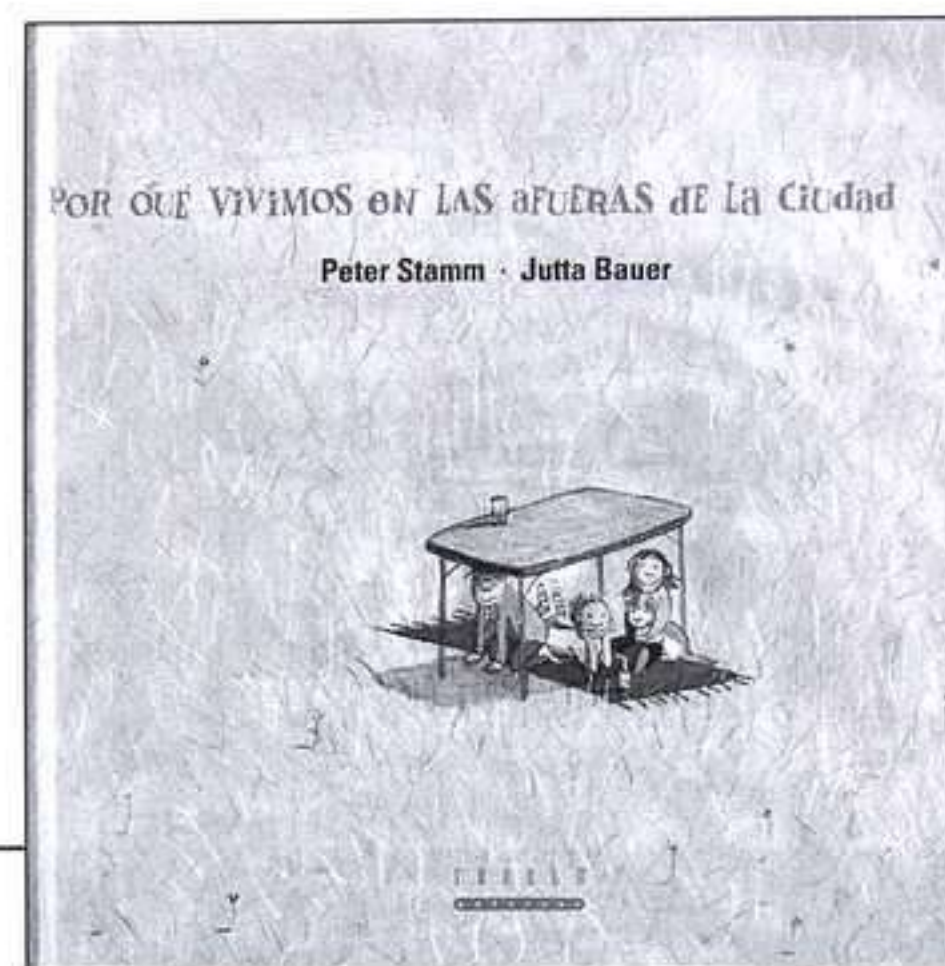 POR QUÉ ViViMOS eN LAS aFUERAS dE La CiUdad
Peter Stamm · Jutta Bauer